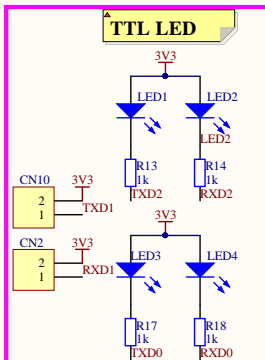 TTL LED
3V3
LED1
LED2
LED2
R13
1k
R14
1k
TXD2
RXD2
CN10
3V3
2
1
TXD1
3V3
CN2
3V3
2
1
RXD1
LED3
LED4
R17
1k
R18
1k
TXD0
RXD0